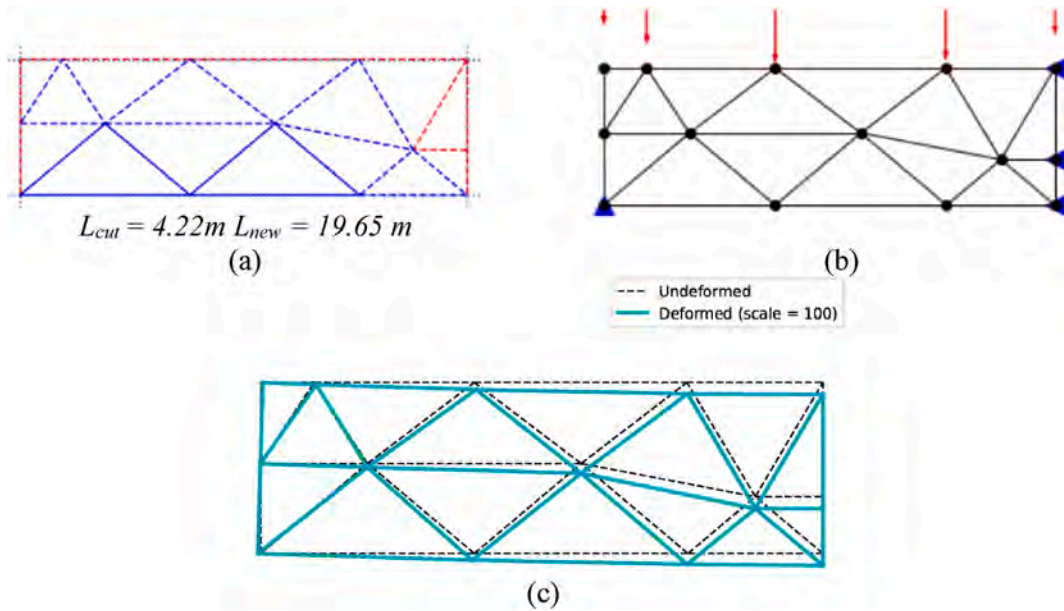 L_cut = 4.22m L_new = 19.65 m
(a)
(b)
Undeformed
Deformed (scale = 100)
(c)